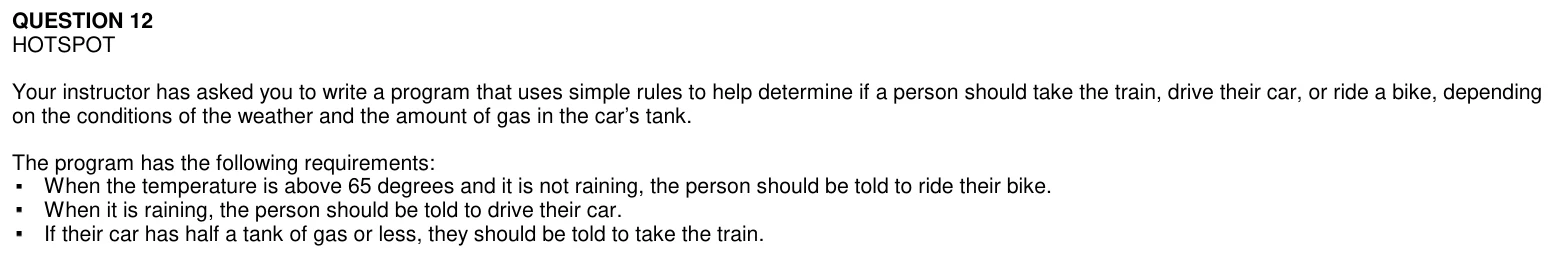 QUESTION 12
HOTSPOT
Your instructor has asked you to write a program that uses simple rules to help determine if a person should take the train, drive their car, or ride a bike, depending
on the conditions of the weather and the amount of gas in the car's tank.
The program has the following requirements:
▪ When the temperature is above 65 degrees and it is not raining, the person should be told to ride their bike.
▪ When it is raining, the person should be told to drive their car.
▪ If their car has half a tank of gas or less, they should be told to take the train.